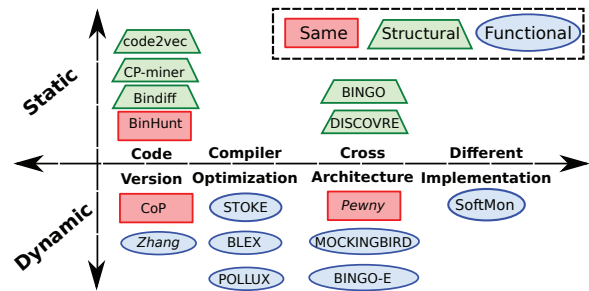 Same Structural Functional
code2vec
CP-miner
Bindiff
BinHunt
BINGO
DISCOVRE
Static
Code Compiler Cross Different
Version Optimization Architecture Implementation
Dynamic
CoP STOKE Pewny SoftMon
Zhang BLEX MOCKINGBIRD
POLLUX BINGO-E